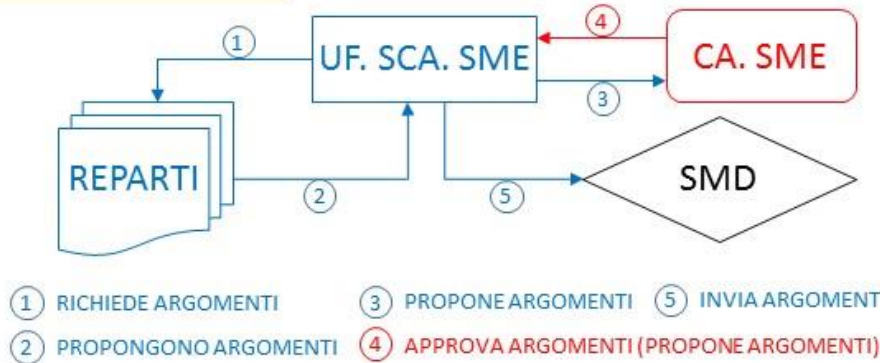 1
4
UF. SCA. SME
CA. SME
3
REPARTI
2
5
SMD
1 RICHIEDE ARGOMENTI
3 PROPONE ARGOMENTI
5 INVIA ARGOMENT
2 PROPONGONO ARGOMENTI
4 APPROVA ARGOMENTI (PROPONE ARGOMENTI)